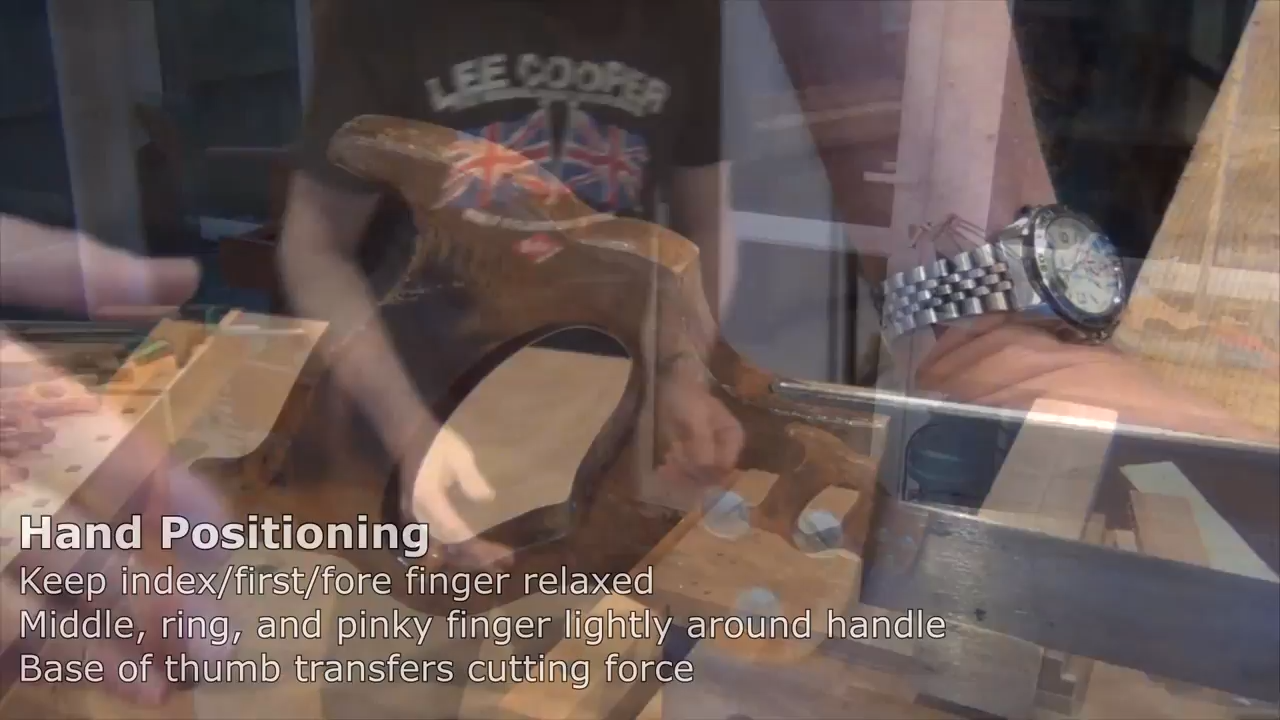 LEE COOPER
Hand Positioning
Keep index/first/fore finger relaxed
Middle, ring, and pinky finger lightly around handle
Base of thumb transfers cutting force